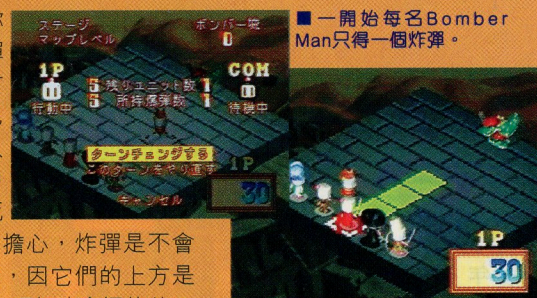 ■一開始每名Bomber
Man只得一個炸彈。
ステージ
マップレベル
ボンバー数
0
1P
COM
5 残りユニット数 1
5 所持爆弾数 1
行動中
待機中
ターンチェンジする
このターンをやり直す
キャンセル
1P
30
1P
30
擔心，炸彈是不會
，因它們的上方是